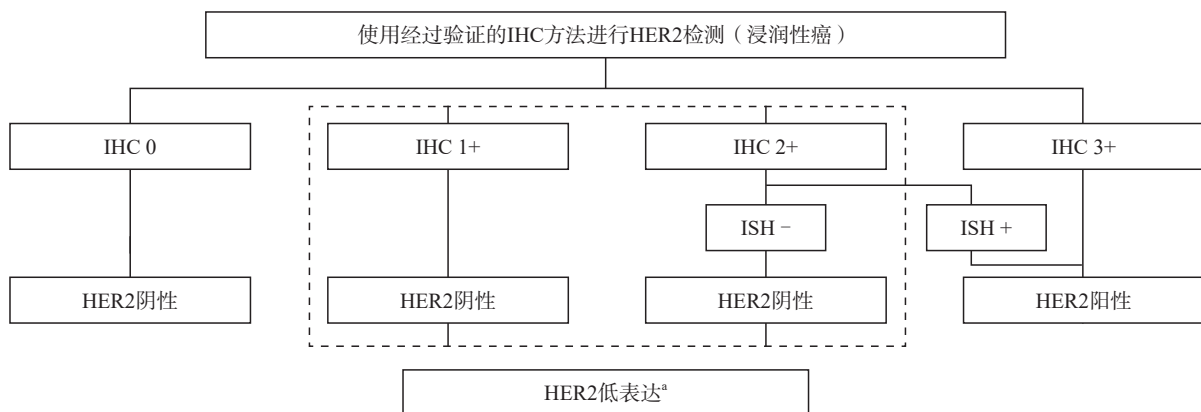 使用经过验证的IHC方法进行HER2检测（浸润性癌）
IHC 0
IHC 1+
IHC 2+
IHC 3+
ISH −
ISH +
HER2阴性
HER2阴性
HER2阴性
HER2阳性
HER2低表达ᵃ